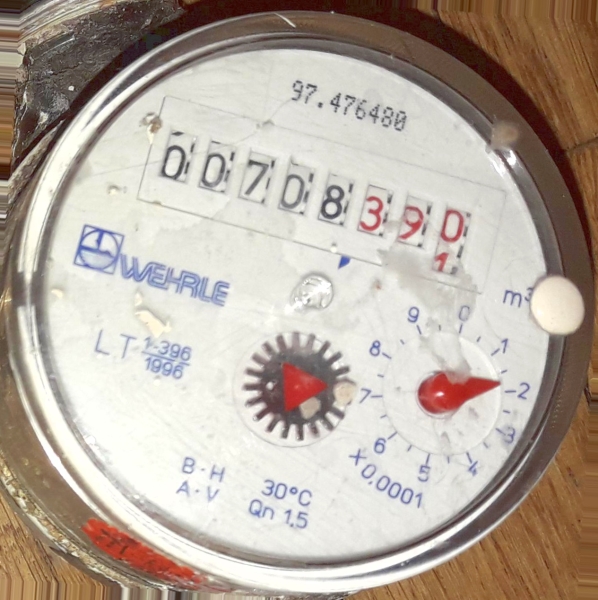 97.476480
00708390
1
m³
WEHRLE
LT 1-396
1996
9 0 1 2 3 4 5 6 7 8
x0,0001
B·H
A·V
30°C
Qn 1,5